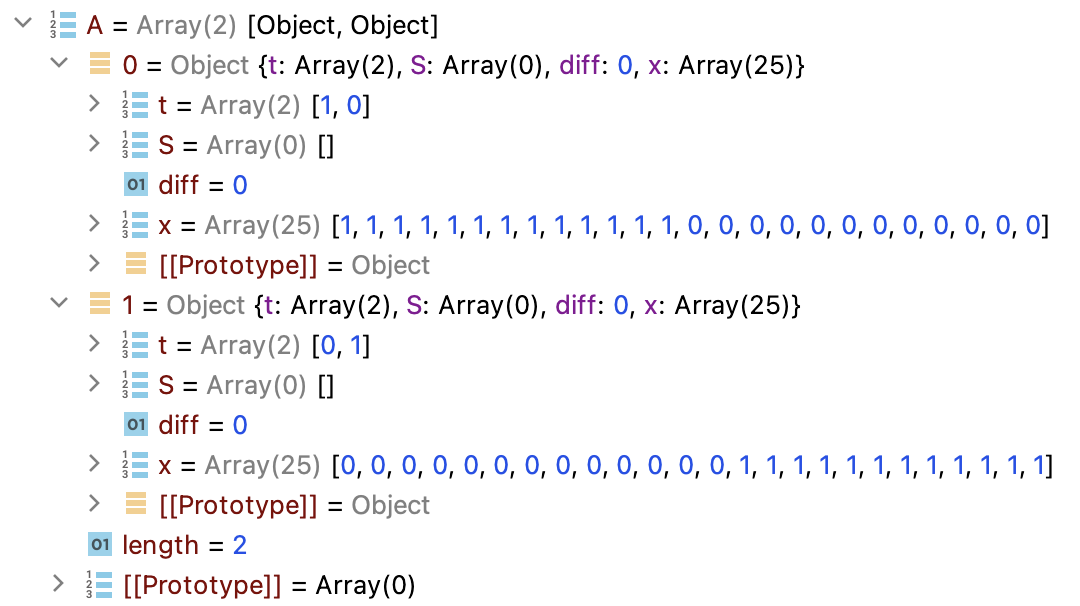 A = Array(2) [Object, Object]
0 = Object {t: Array(2), S: Array(0), diff: 0, x: Array(25)}
t = Array(2) [1, 0]
S = Array(0) []
01 diff = 0
x = Array(25) [1, 1, 1, 1, 1, 1, 1, 1, 1, 1, 1, 1, 1, 0, 0, 0, 0, 0, 0, 0, 0, 0, 0, 0, 0]
[[Prototype]] = Object
1 = Object {t: Array(2), S: Array(0), diff: 0, x: Array(25)}
t = Array(2) [0, 1]
S = Array(0) []
01 diff = 0
x = Array(25) [0, 0, 0, 0, 0, 0, 0, 0, 0, 0, 0, 0, 0, 1, 1, 1, 1, 1, 1, 1, 1, 1, 1, 1, 1]
[[Prototype]] = Object
01 length = 2
[[Prototype]] = Array(0)